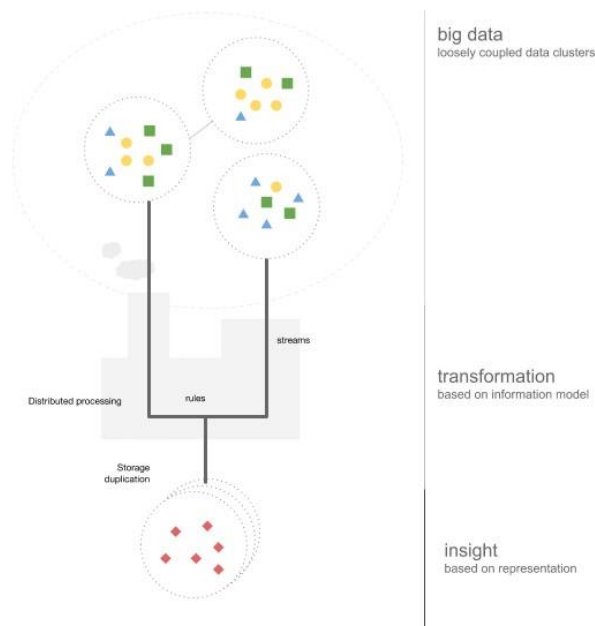 big data
loosely coupled data clusters
streams
transformation
based on information model
Distributed processing
rules
Storage
duplication
insight
based on representation